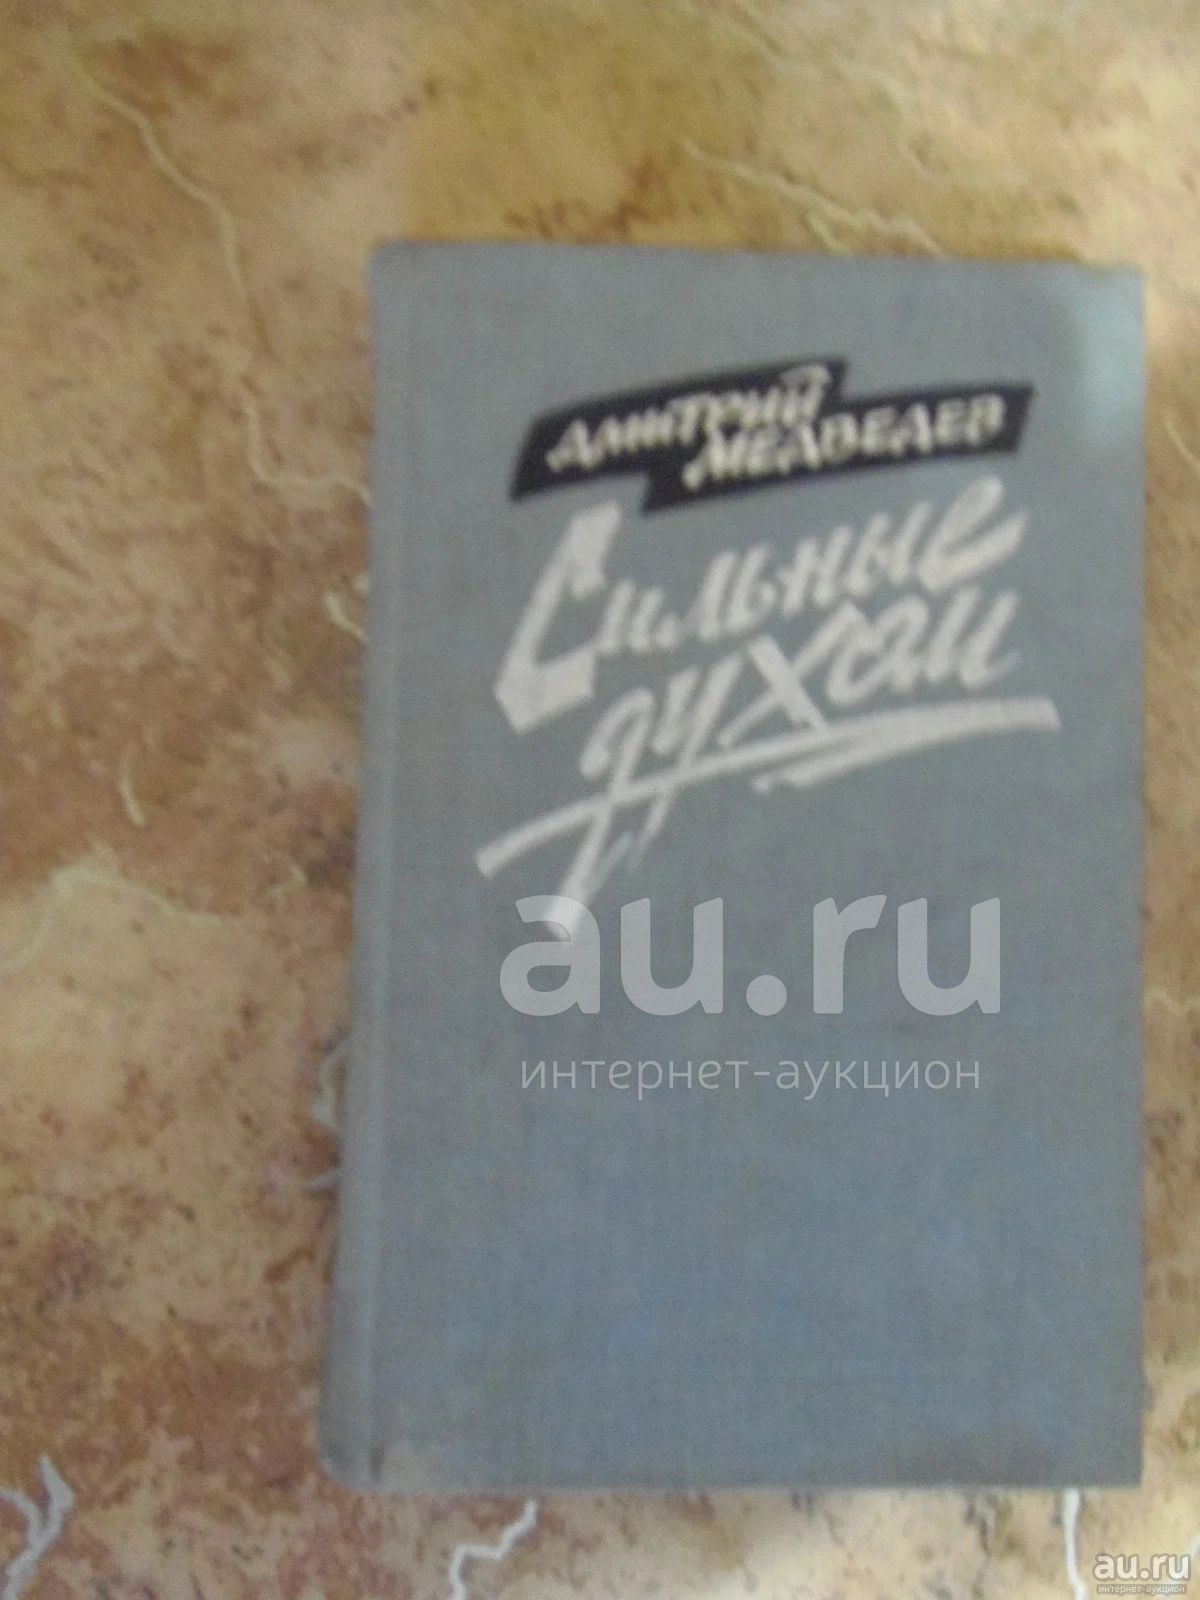 ДМИТРИЙ
МЕДВЕДЕВ
Сильные
духом
au.ru
интернет-аукцион
au.ru
интернет-аукцион